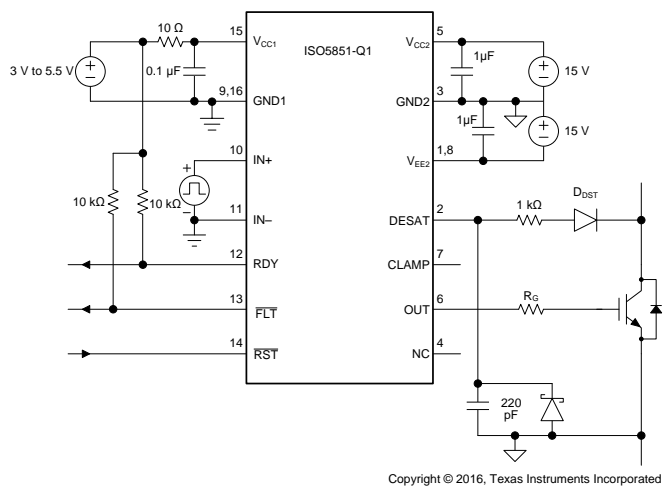 ISO5851-Q1
10 Ω
15
V_CC1
3 V to 5.5 V
0.1 µF
9,16
GND1
10
IN+
10 kΩ
10 kΩ
11
IN–
12
RDY
13
FLT
14
RST
V_CC2
5
1µF
15 V
GND2
3
1µF
15 V
V_EE2
1,8
DESAT
2
1 kΩ
D_DST
CLAMP
7
OUT
6
R_G
NC
4
220
pF
Copyright © 2016, Texas Instruments Incorporated